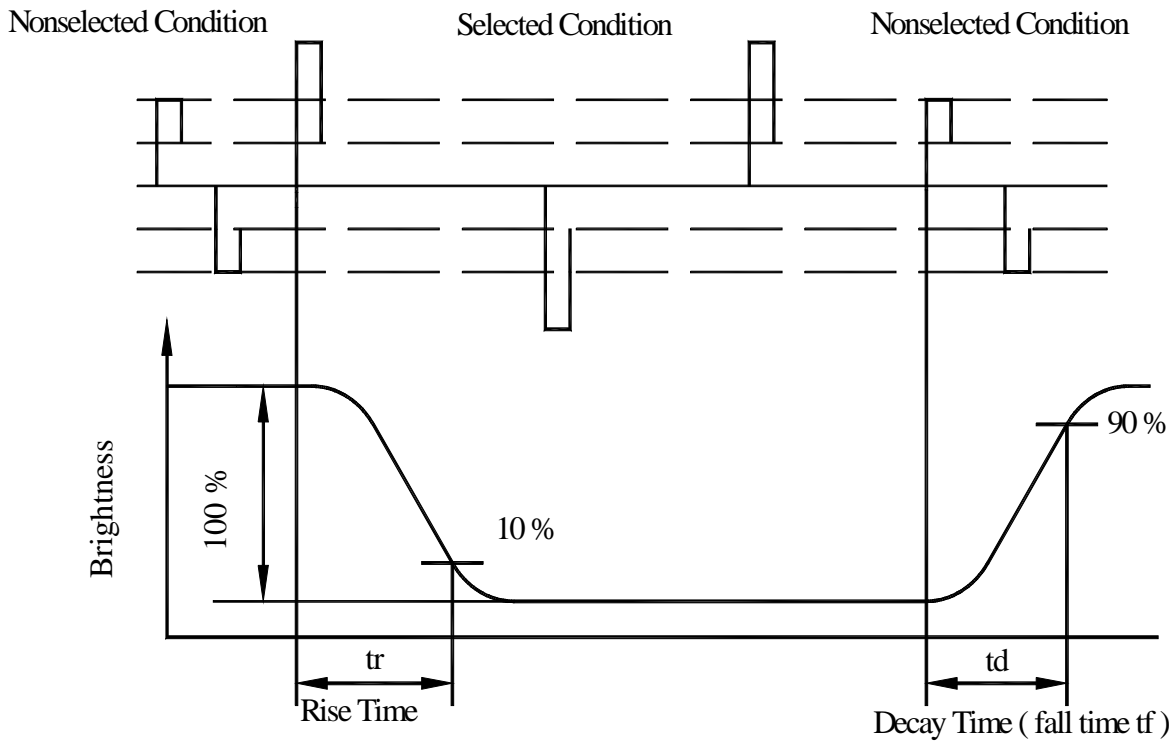 Nonselected Condition
Selected Condition
Nonselected Condition
Brightness
100 %
10 %
90 %
tr
Rise Time
td
Decay Time ( fall time tf )